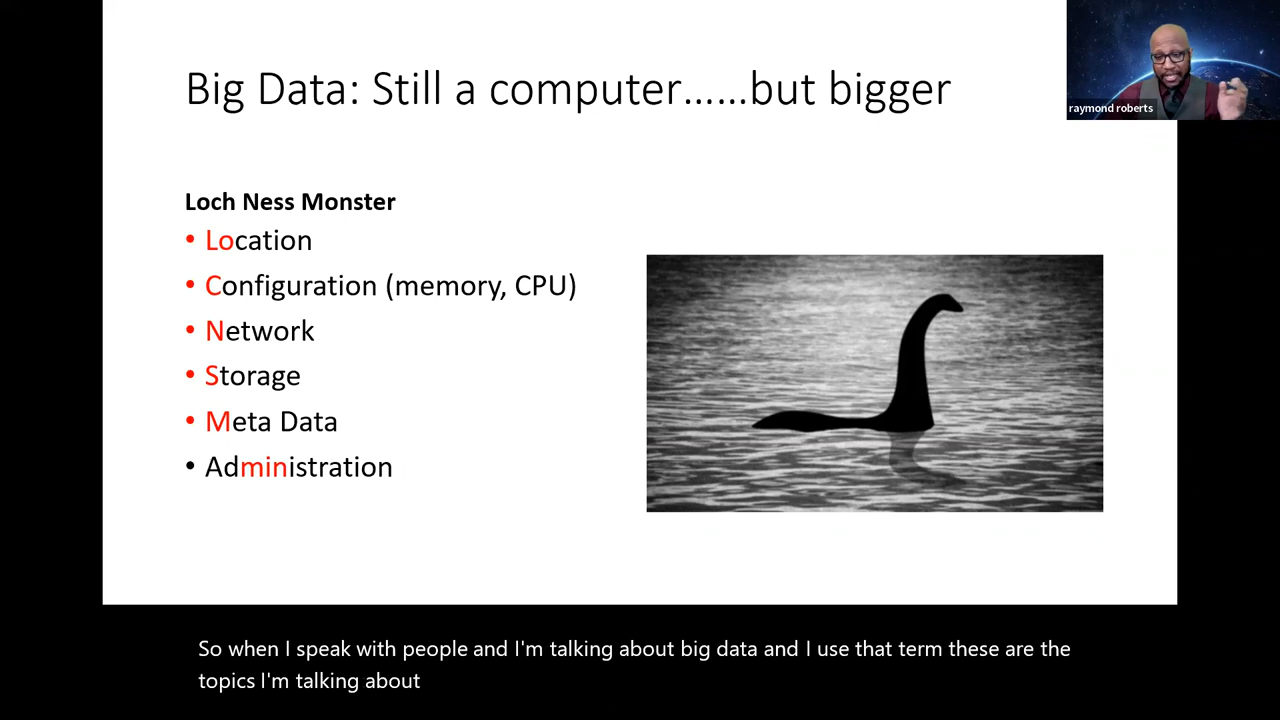 Big Data: Still a computer……but bigger
raymond roberts
Loch Ness Monster
• Location
• Configuration (memory, CPU)
• Network
• Storage
• Meta Data
• Administration
So when I speak with people and I'm talking about big data and I use that term these are the
topics I'm talking about